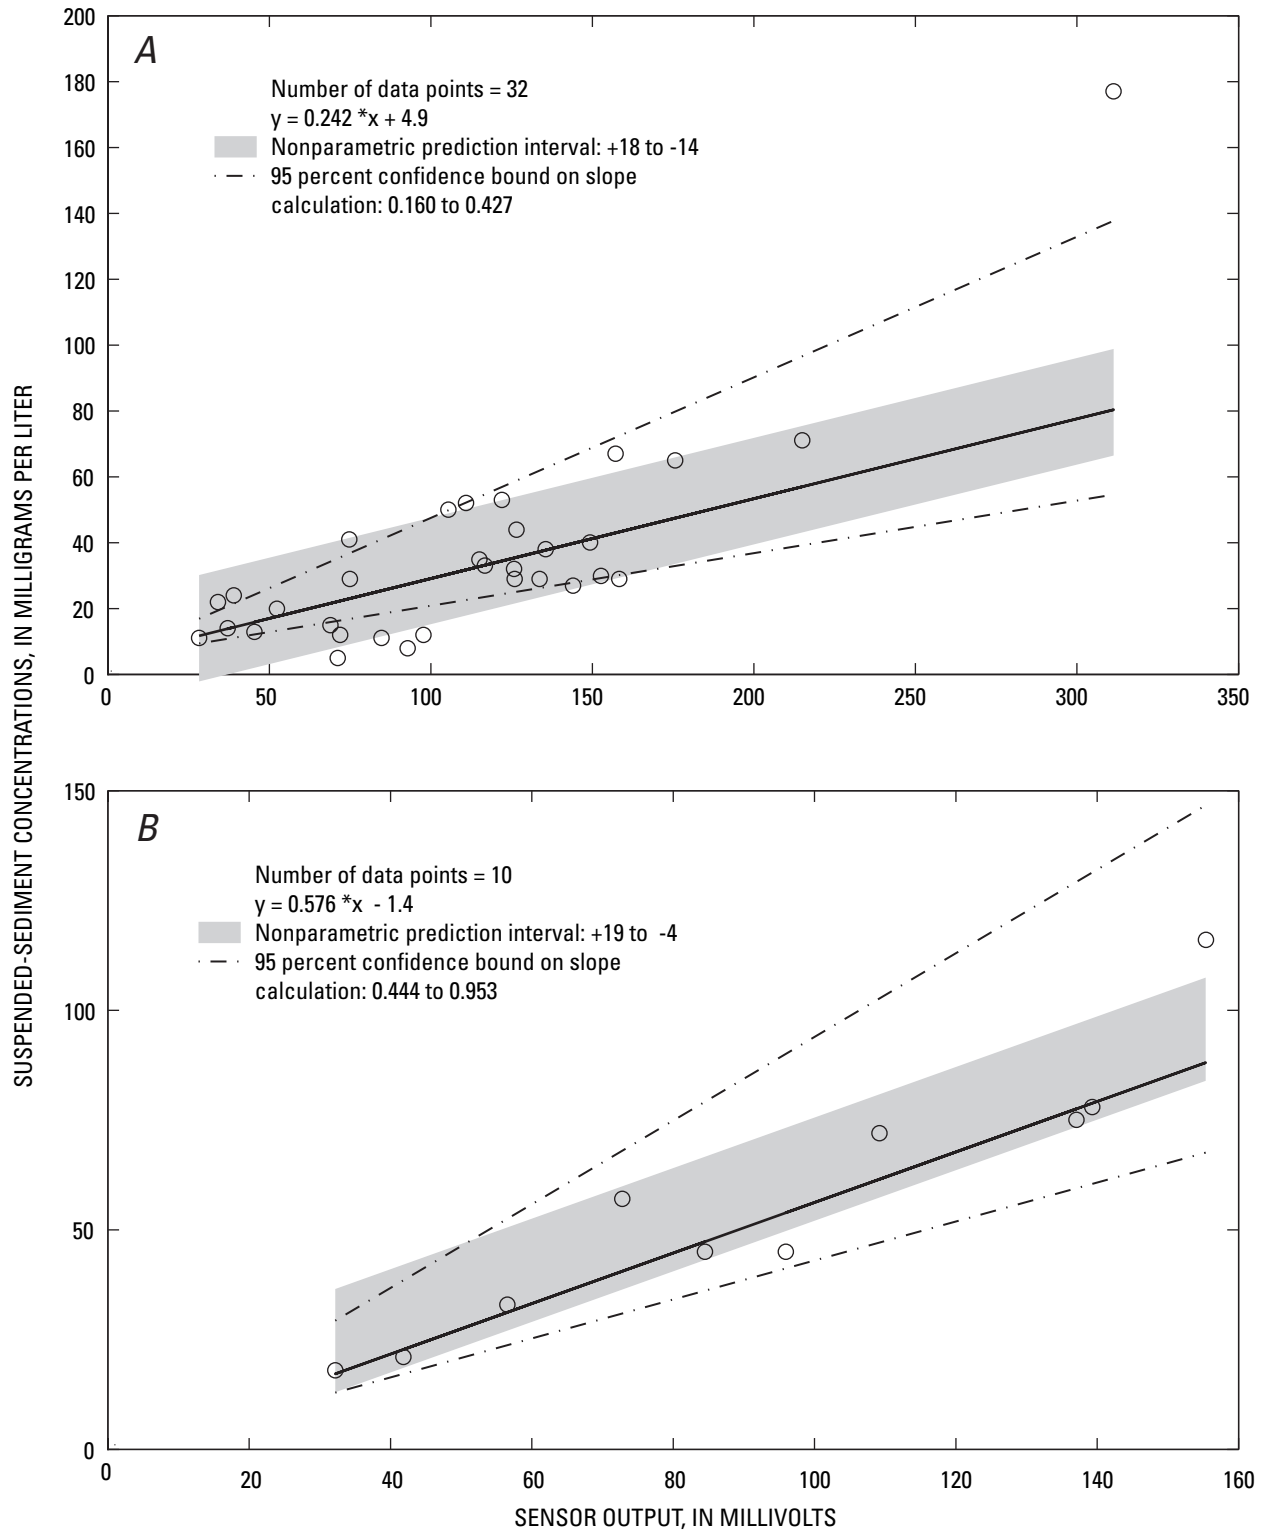 SUSPENDED-SEDIMENT CONCENTRATIONS, IN MILLIGRAMS PER LITER
A
Number of data points = 32
y = 0.242 *x + 4.9
Nonparametric prediction interval: +18 to -14
95 percent confidence bound on slope
calculation: 0.160 to 0.427
200
180
160
140
120
100
80
60
40
20
0
0 50 100 150 200 250 300 350
B
Number of data points = 10
y = 0.576 *x - 1.4
Nonparametric prediction interval: +19 to -4
95 percent confidence bound on slope
calculation: 0.444 to 0.953
150
100
50
0
0 20 40 60 80 100 120 140 160
SENSOR OUTPUT, IN MILLIVOLTS